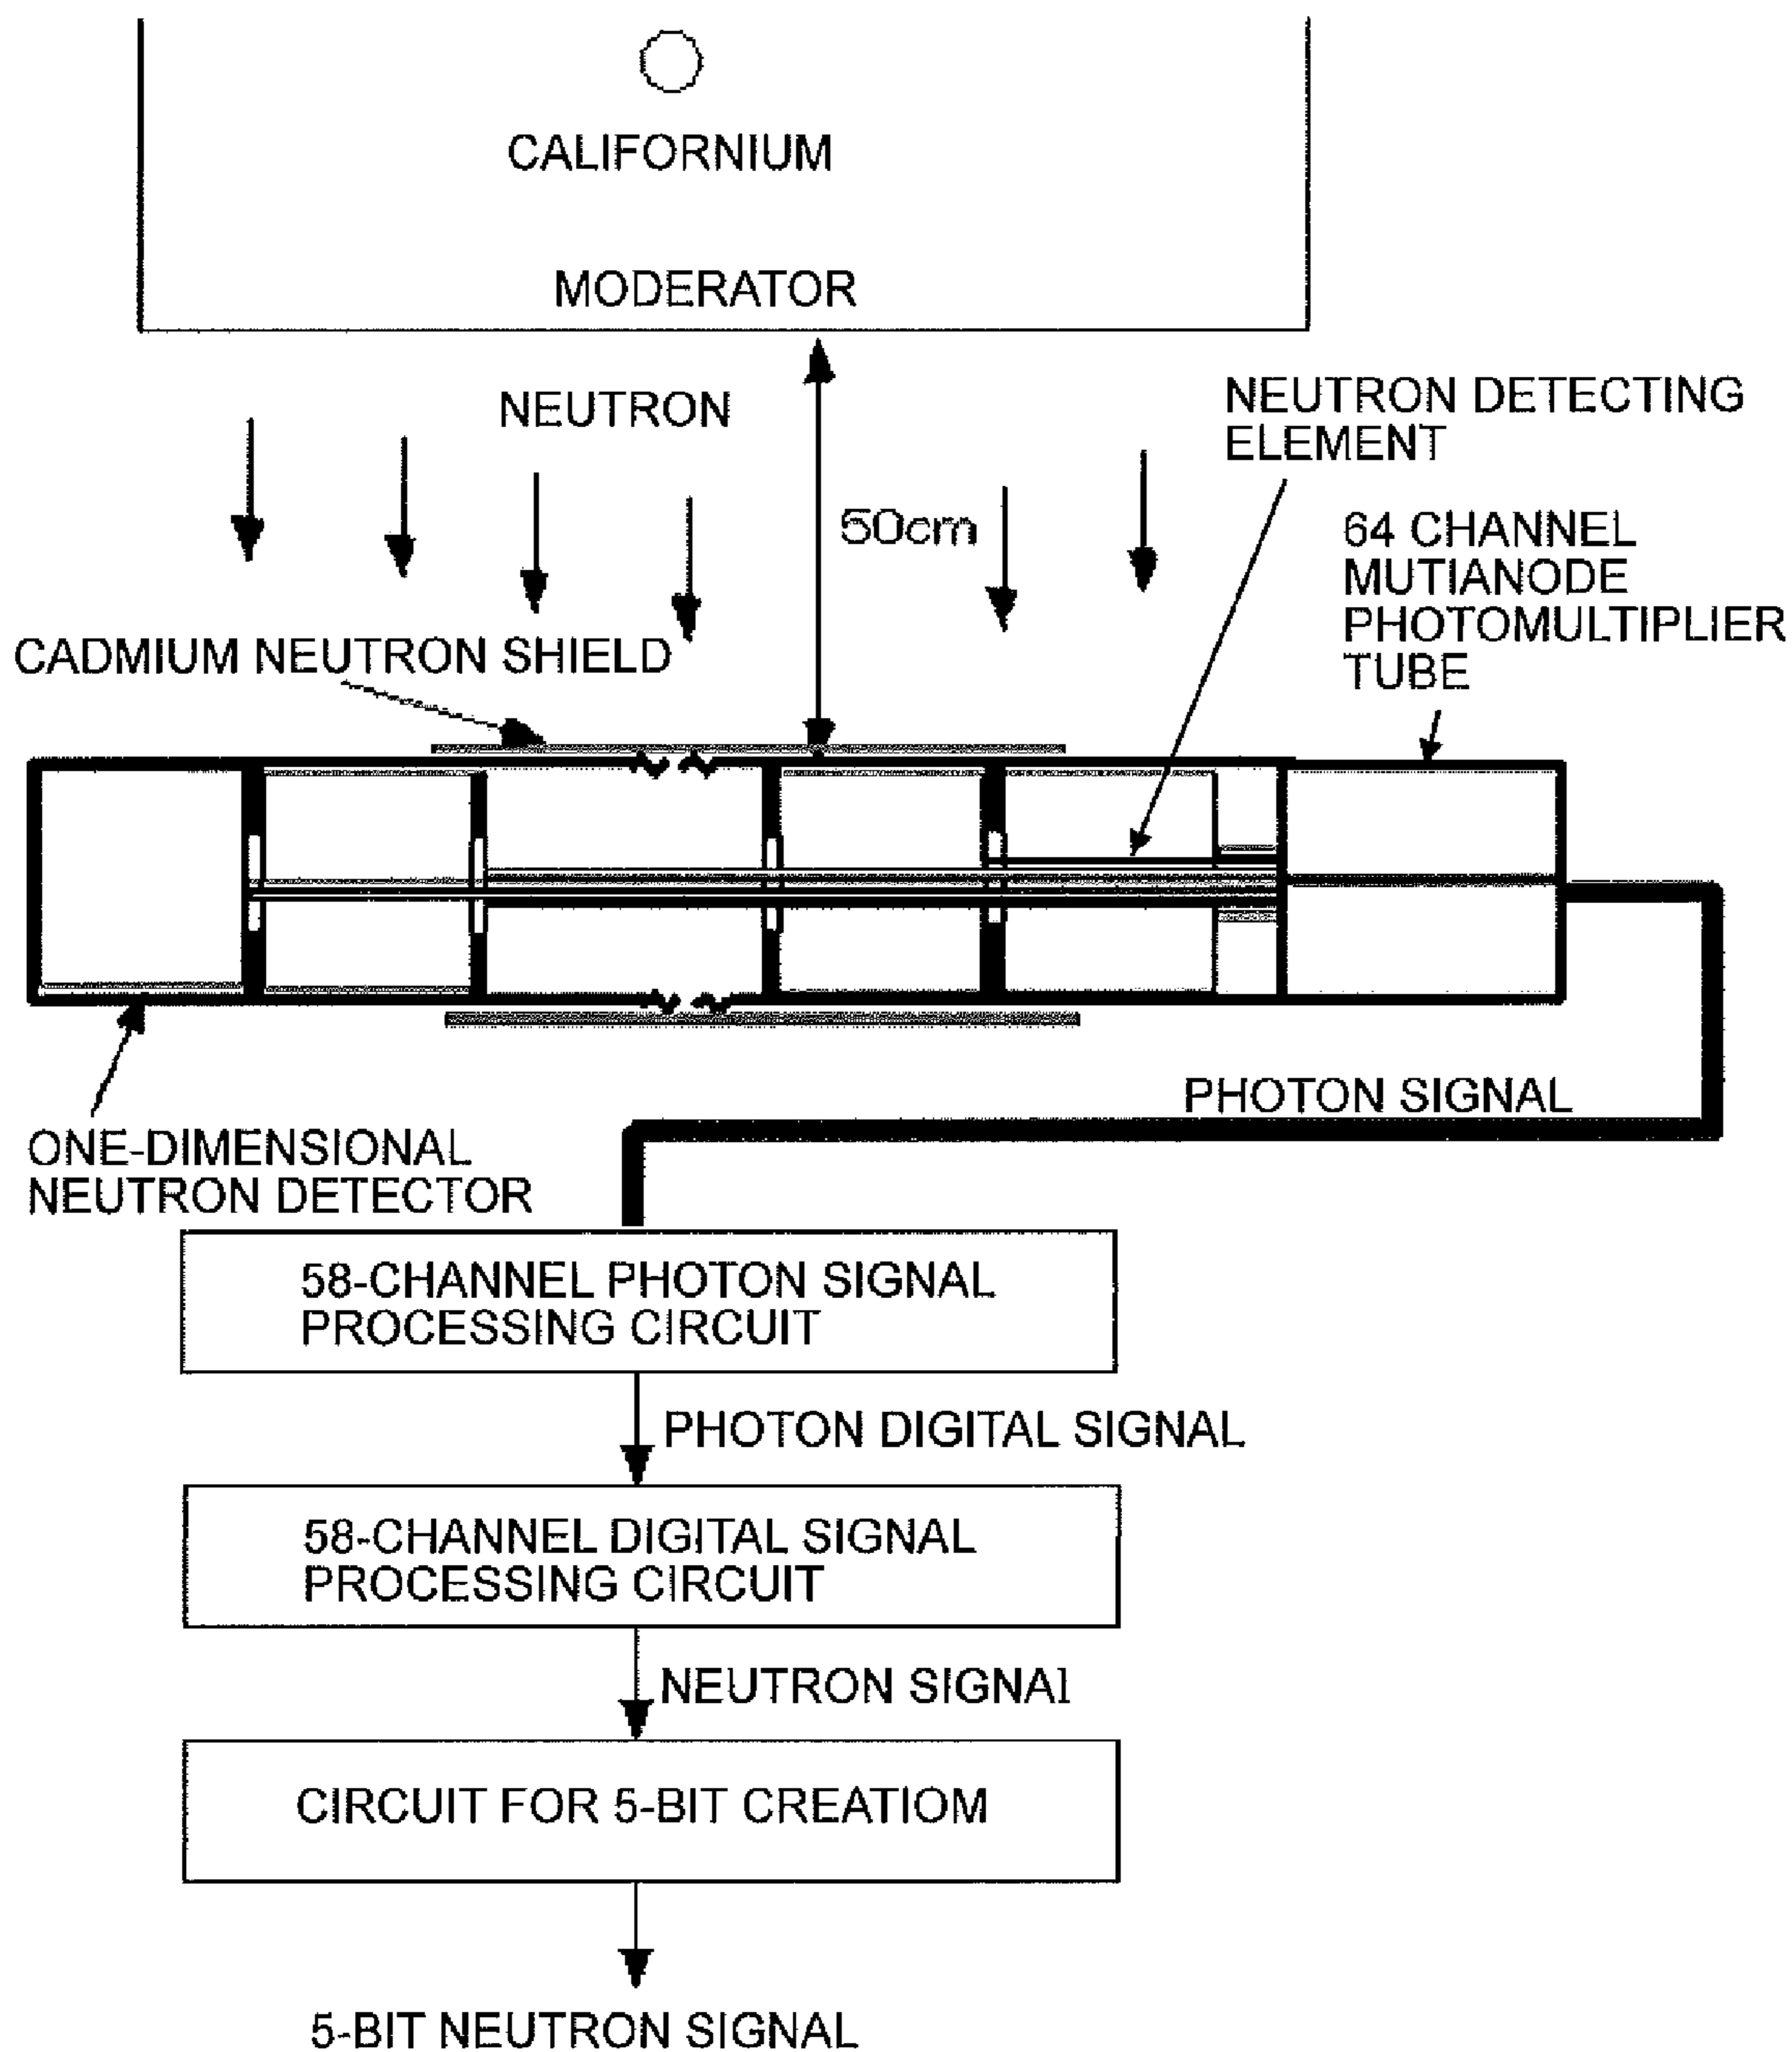 CALIFORNIUM
MODERATOR
NEUTRON
NEUTRON DETECTING
ELEMENT
50cm
64 CHANNEL
MUTIANODE
PHOTOMULTIPLIER
TUBE
CADMIUM NEUTRON SHIELD
PHOTON SIGNAL
ONE-DIMENSIONAL
NEUTRON DETECTOR
58-CHANNEL PHOTON SIGNAL
PROCESSING CIRCUIT
PHOTON DIGITAL SIGNAL
58-CHANNEL DIGITAL SIGNAL
PROCESSING CIRCUIT
NEUTRON SIGNAl
CIRCUIT FOR 5-BIT CREATIOM
5-BIT NEUTRON SIGNAL